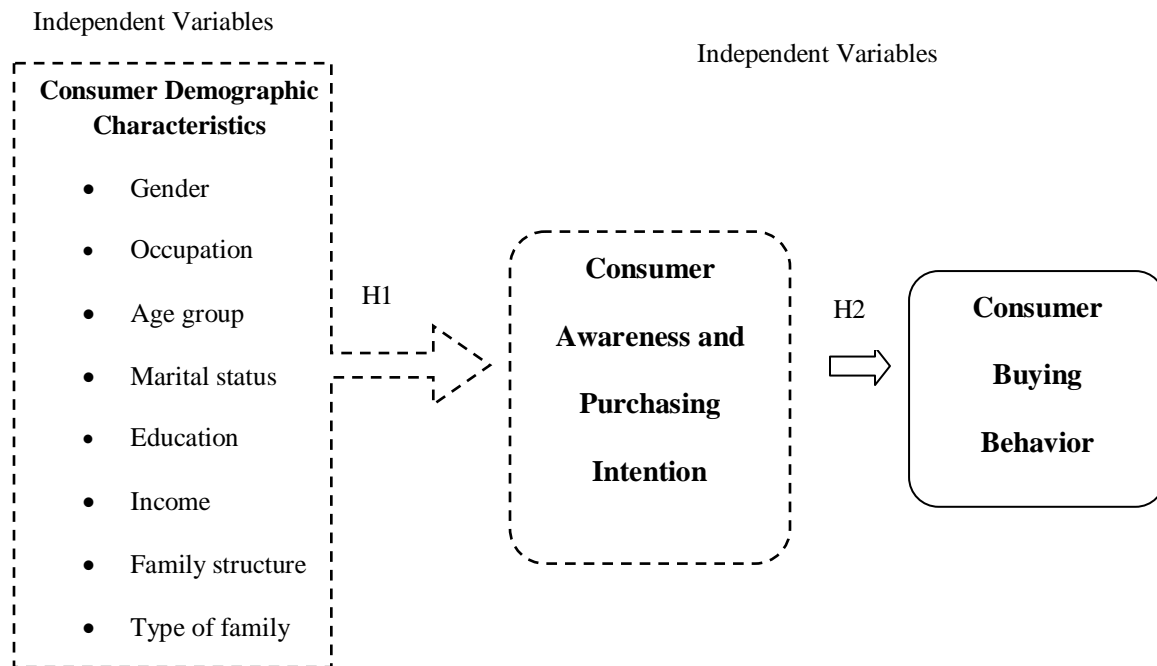 Independent Variables
Independent Variables
Consumer Demographic
Characteristics
• Gender
• Occupation
• Age group
• Marital status
• Education
• Income
• Family structure
• Type of family
H1
Consumer
Awareness and
Purchasing
Intention
H2
Consumer
Buying
Behavior